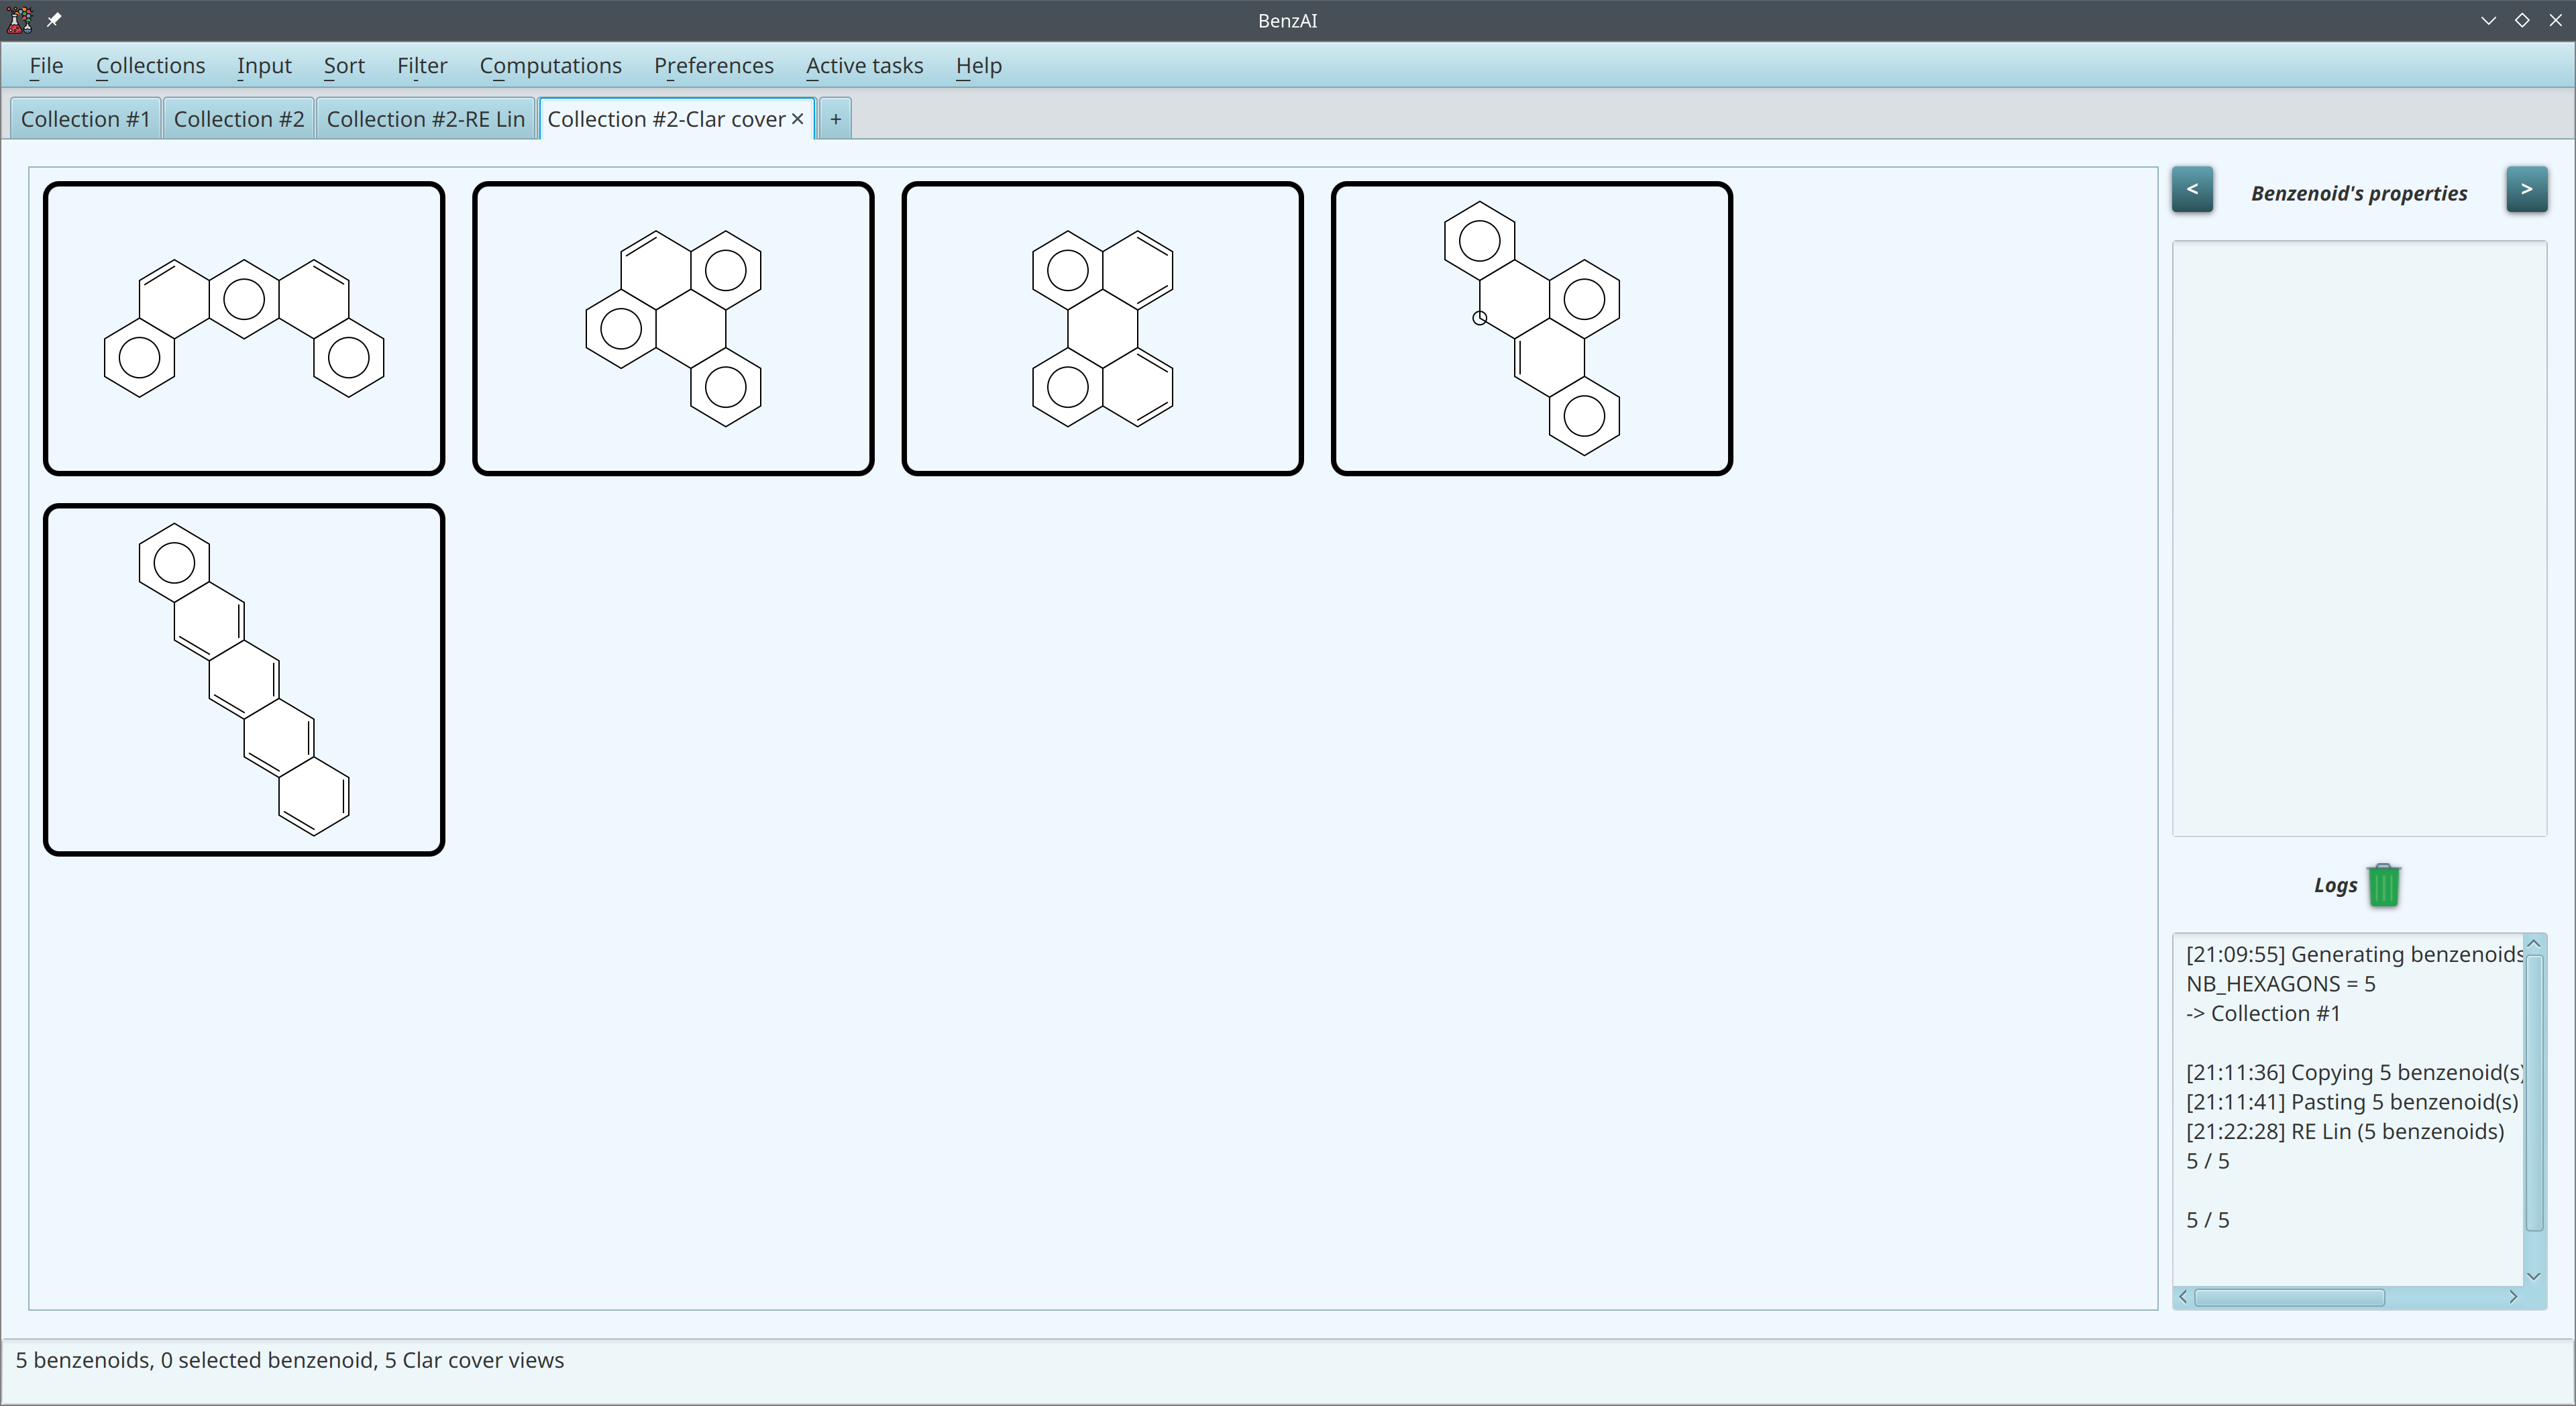 BenzAI
File Collections Input Sort Filter Computations Preferences Active tasks Help
Collection #1 Collection #2 Collection #2-RE Lin Collection #2-Clar cover × +
< Benzenoid's properties >
Logs
[21:09:55] Generating benzenoids
NB_HEXAGONS = 5
-> Collection #1
[21:11:36] Copying 5 benzenoid(s)
[21:11:41] Pasting 5 benzenoid(s)
[21:22:28] RE Lin (5 benzenoids)
5 / 5
5 / 5
5 benzenoids, 0 selected benzenoid, 5 Clar cover views